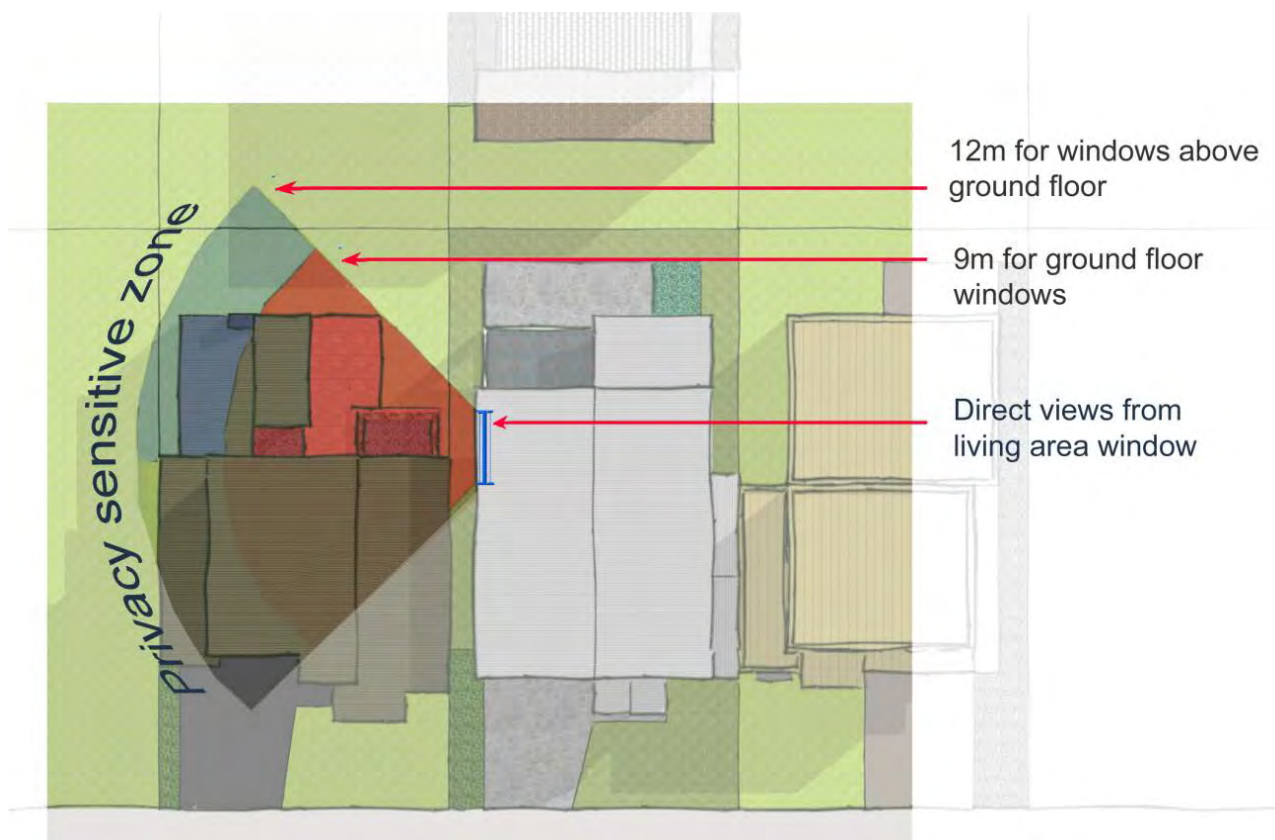 12m for windows above
ground floor
9m for ground floor
windows
Direct views from
living area window
Privacy sensitive zone